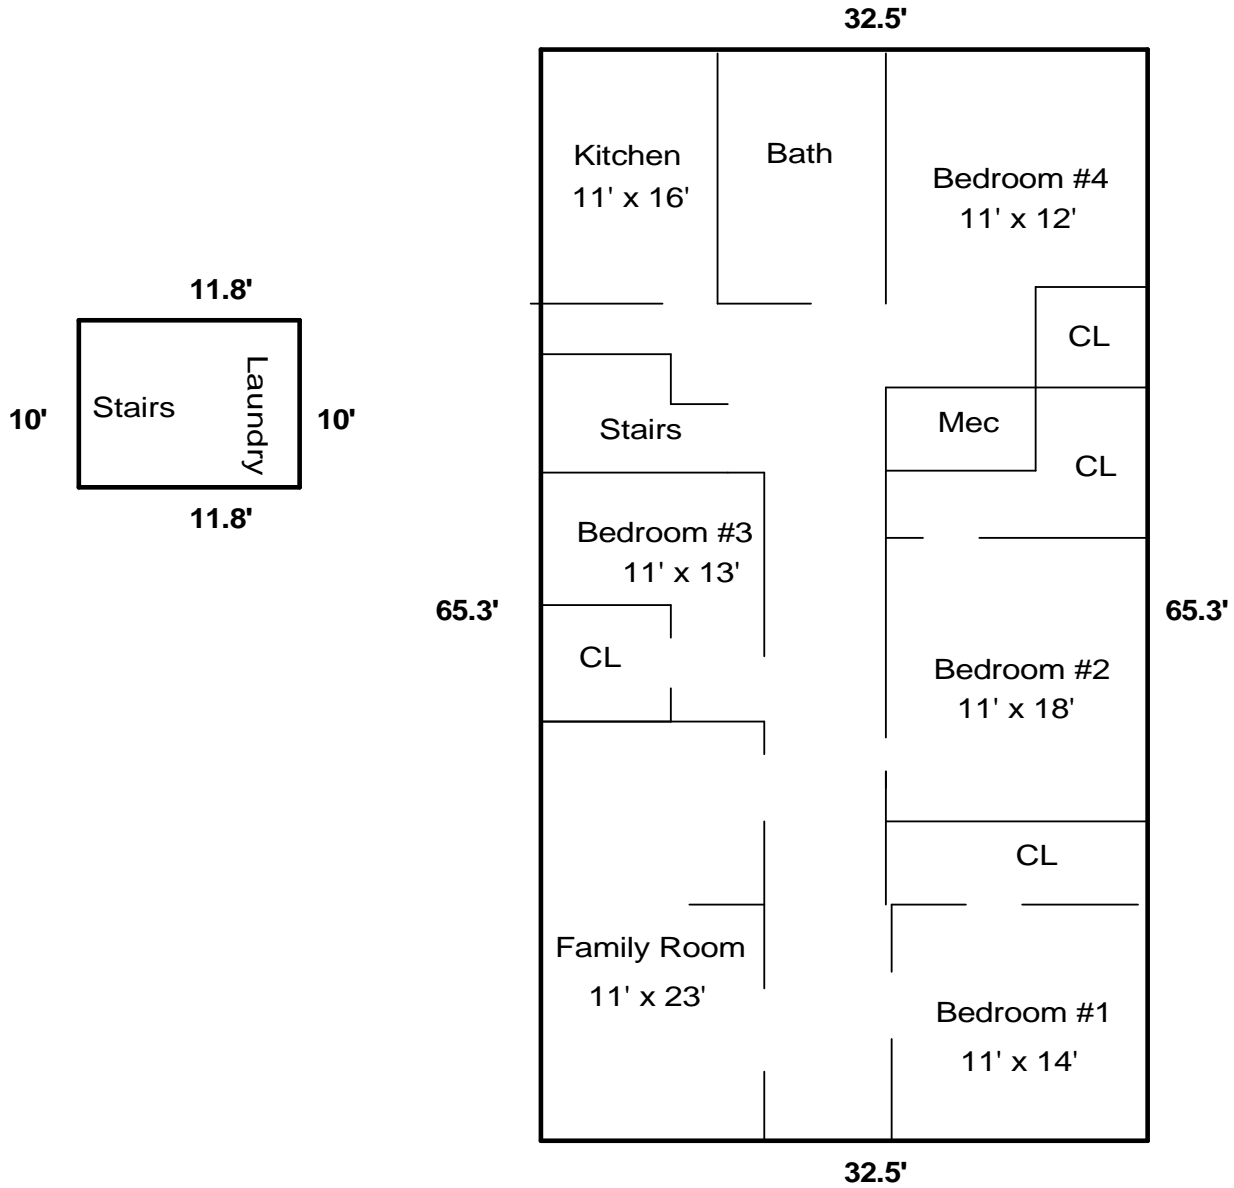 32.5'
Kitchen
11' x 16'
Bath
Bedroom #4
11' x 12'
11.8'
Stairs
Laundry
10'
10'
11.8'
CL
Mec
CL
Stairs
Bedroom #3
11' x 13'
65.3'
65.3'
CL
Bedroom #2
11' x 18'
CL
Family Room
11' x 23'
Bedroom #1
11' x 14'
32.5'